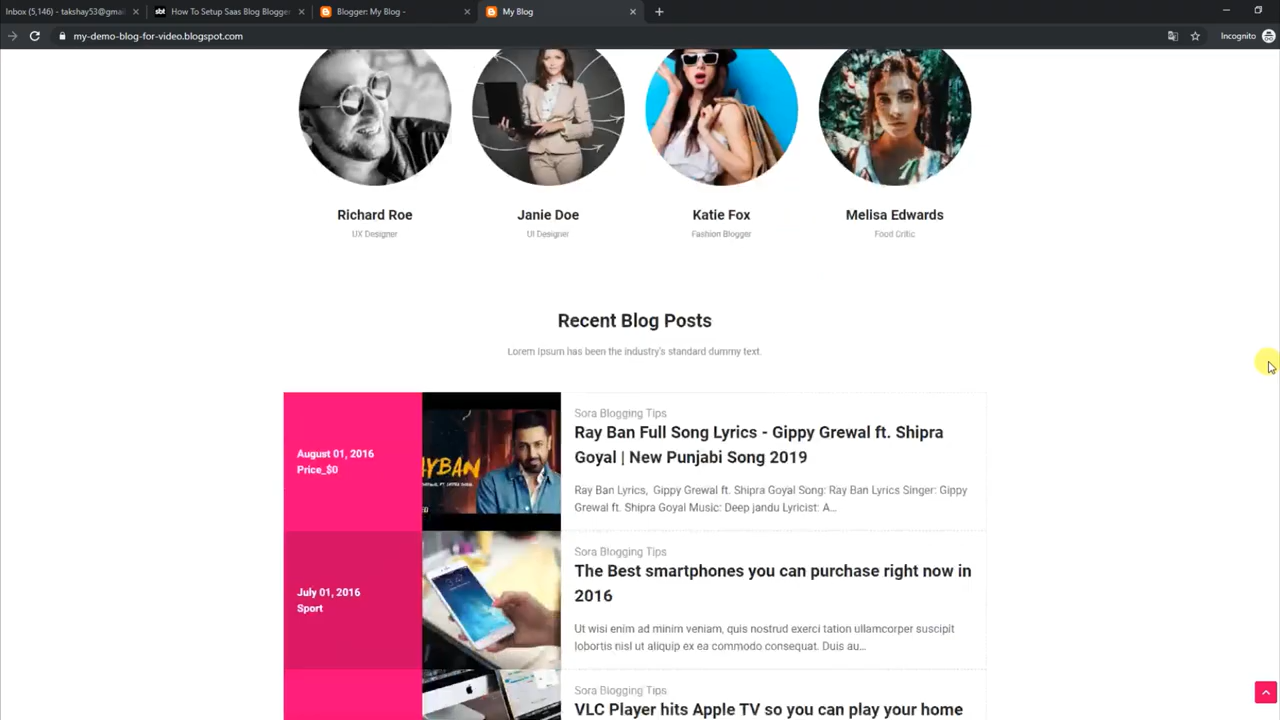 Inbox (5,146) - takshay53@gmai
How To Setup Saas Blog Blogger
Blogger: My Blog -
My Blog
my-demo-blog-for-video.blogspot.com
Incognito
Richard Roe
Janie Doe
Katie Fox
Melisa Edwards
UX Designer
UI Designer
Fashion Blogger
Food Critic
Recent Blog Posts
Lorem Ipsum has been the industry's standard dummy text.
August 01, 2016
Price_$0
Sora Blogging Tips
Ray Ban Full Song Lyrics - Gippy Grewal ft. Shipra
Goyal | New Punjabi Song 2019
Ray Ban Lyrics, Gippy Grewal ft. Shipra Goyal Song: Ray Ban Lyrics Singer: Gippy
Grewal ft. Shipra Goyal Music: Deep jandu Lyricist: A...
July 01, 2016
Sport
Sora Blogging Tips
The Best smartphones you can purchase right now in
2016
Ut wisi enim ad minim veniam, quis nostrud exerci tation ullamcorper suscipit
lobortis nisl ut aliquip ex ea commodo consequat. Duis au...
Sora Blogging Tips
VLC Player hits Apple TV so you can play your home